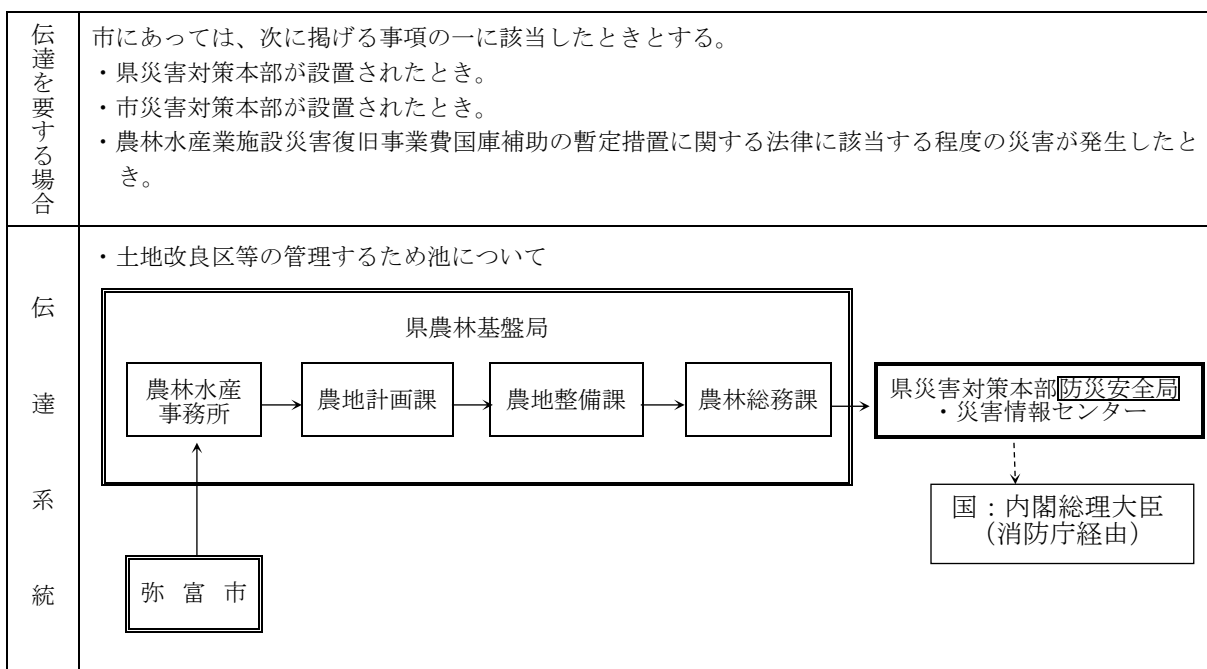 伝達を要する場合
市にあっては、次に掲げる事項の一に該当したときとする。
・県災害対策本部が設置されたとき。
・市災害対策本部が設置されたとき。
・農林水産業施設災害復旧事業費国庫補助の暫定措置に関する法律に該当する程度の災害が発生したと
き。
伝達系統
・土地改良区等の管理するため池について
県農林基盤局
農林水産
事務所
農地計画課
農地整備課
農林総務課
県災害対策本部防災安全局
・災害情報センター
国：内閣総理大臣
（消防庁経由）
弥 富 市